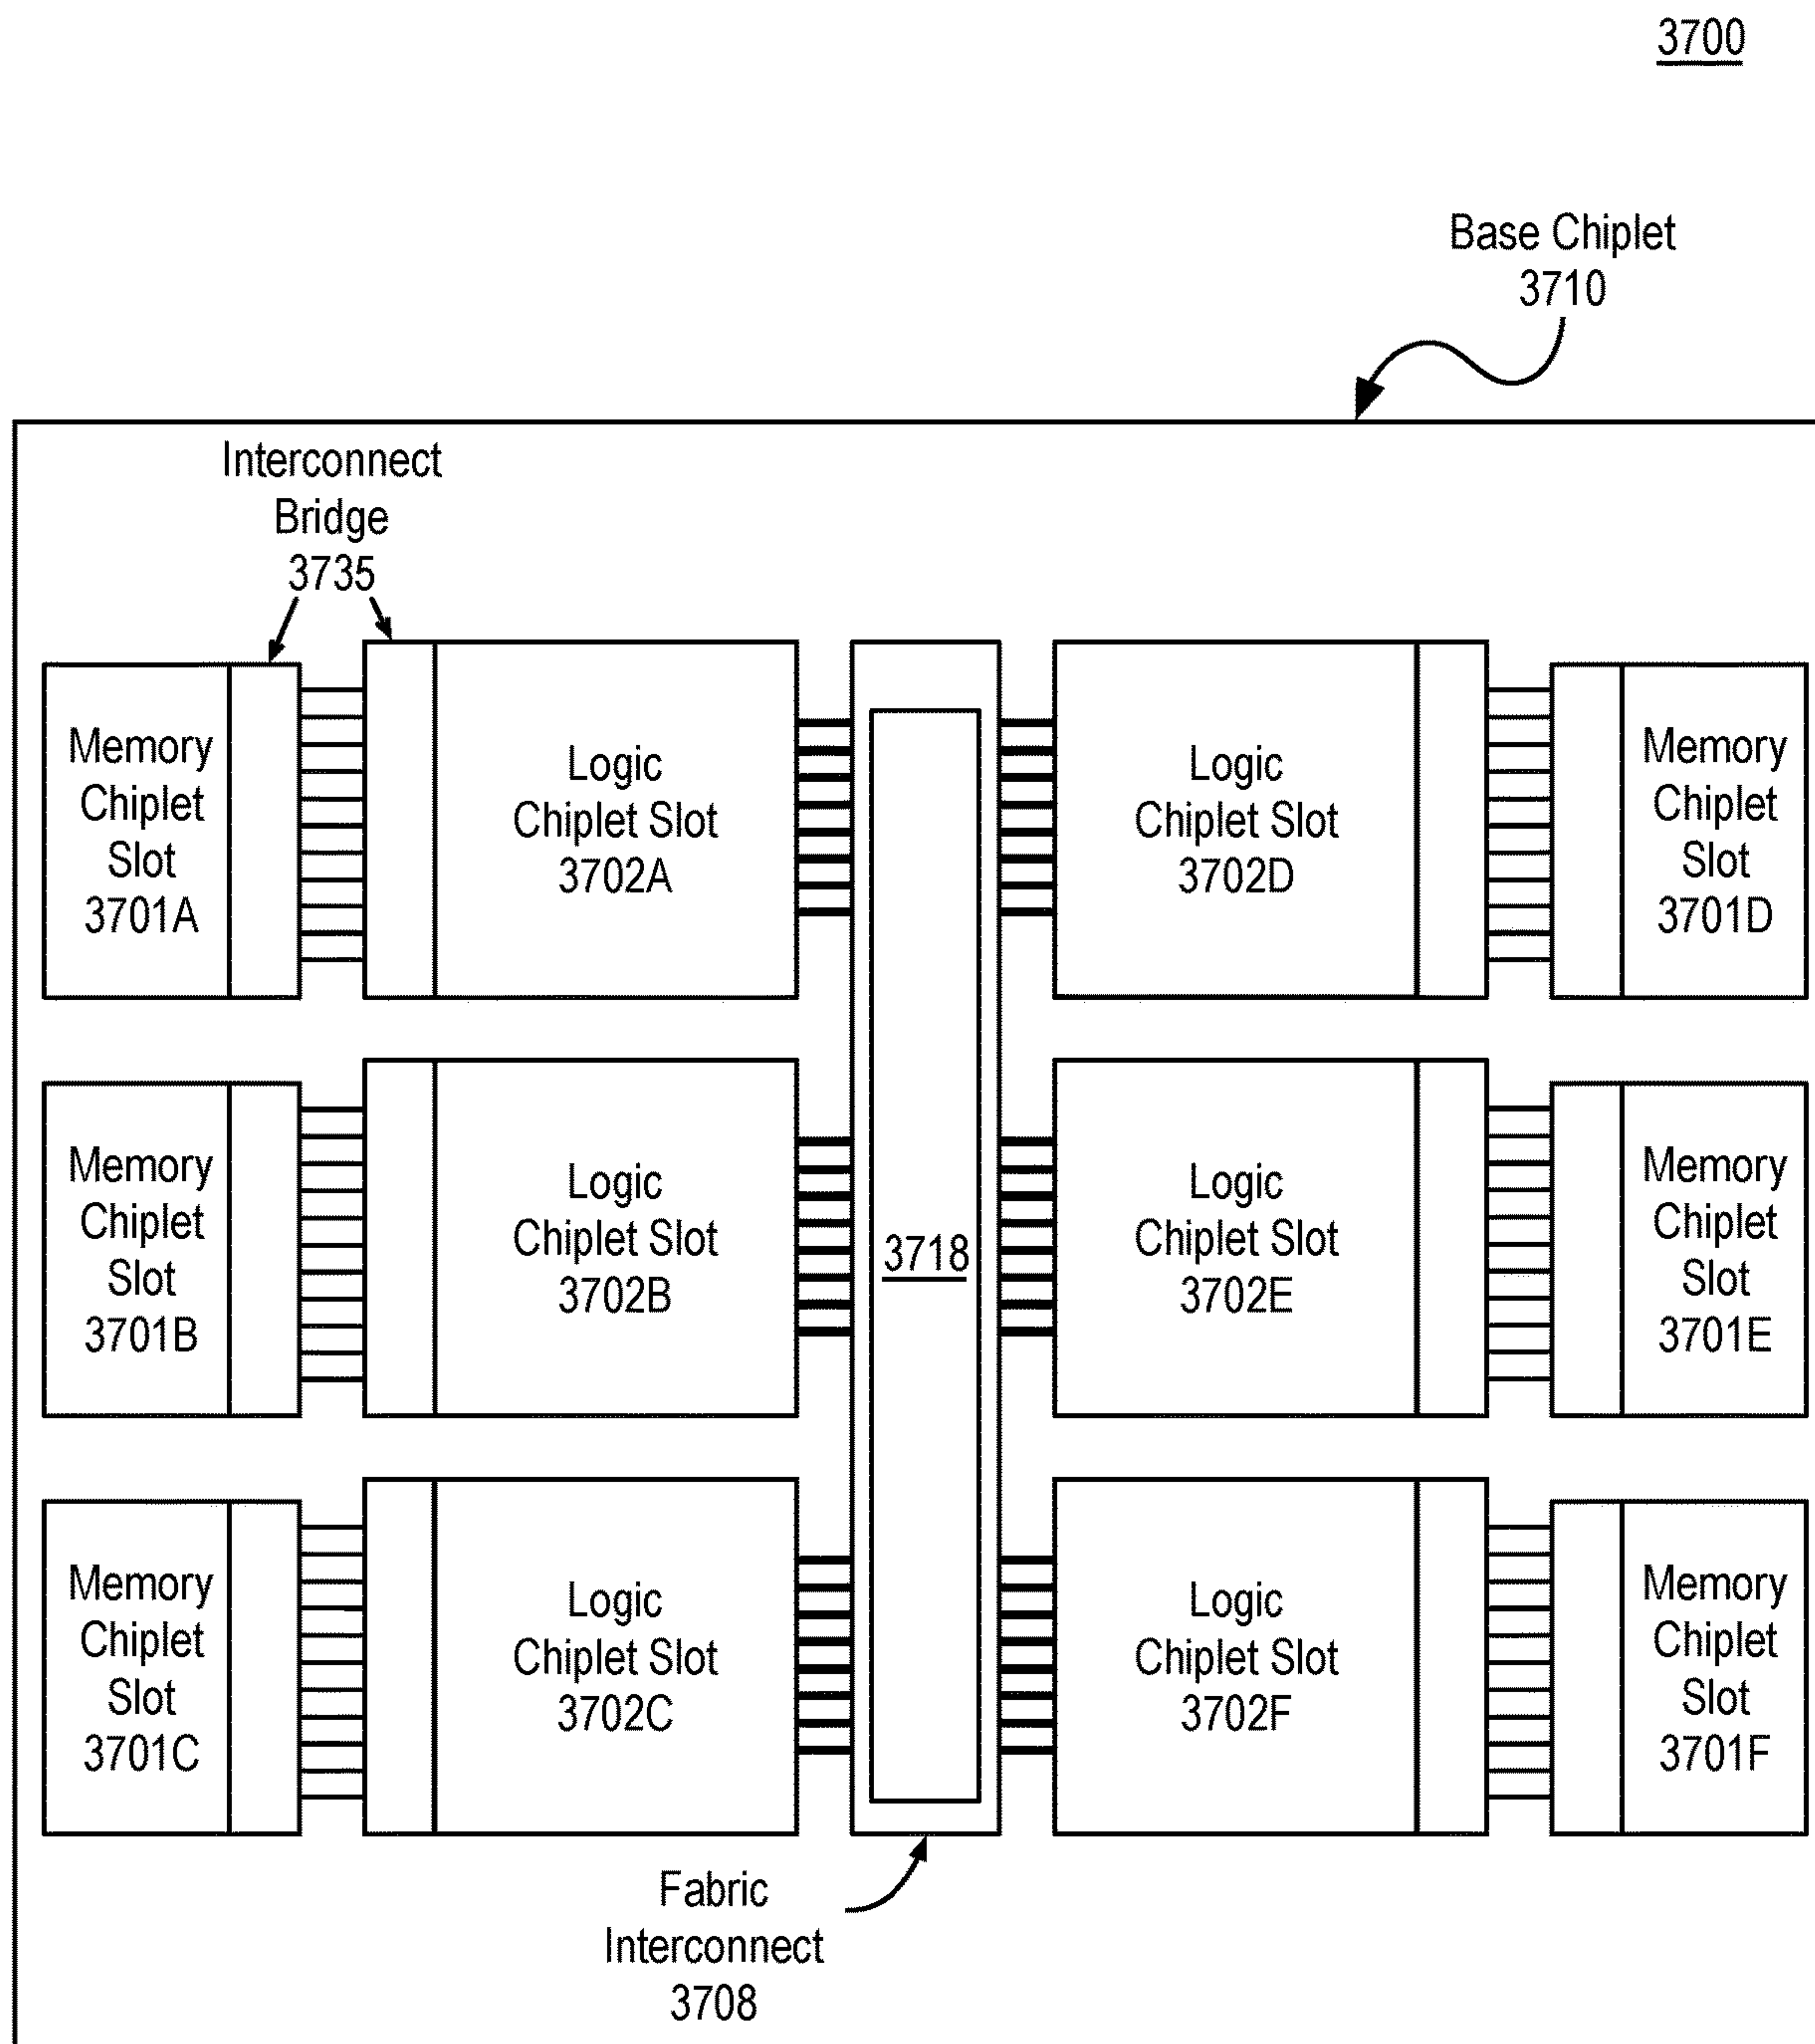 3700
Base Chiplet
3710
Interconnect
Bridge
3735
Memory
Chiplet
Slot
3701A
Logic
Chiplet Slot
3702A
Logic
Chiplet Slot
3702D
Memory
Chiplet
Slot
3701D
Memory
Chiplet
Slot
3701B
Logic
Chiplet Slot
3702B
3718
Logic
Chiplet Slot
3702E
Memory
Chiplet
Slot
3701E
Memory
Chiplet
Slot
3701C
Logic
Chiplet Slot
3702C
Logic
Chiplet Slot
3702F
Memory
Chiplet
Slot
3701F
Fabric
Interconnect
3708